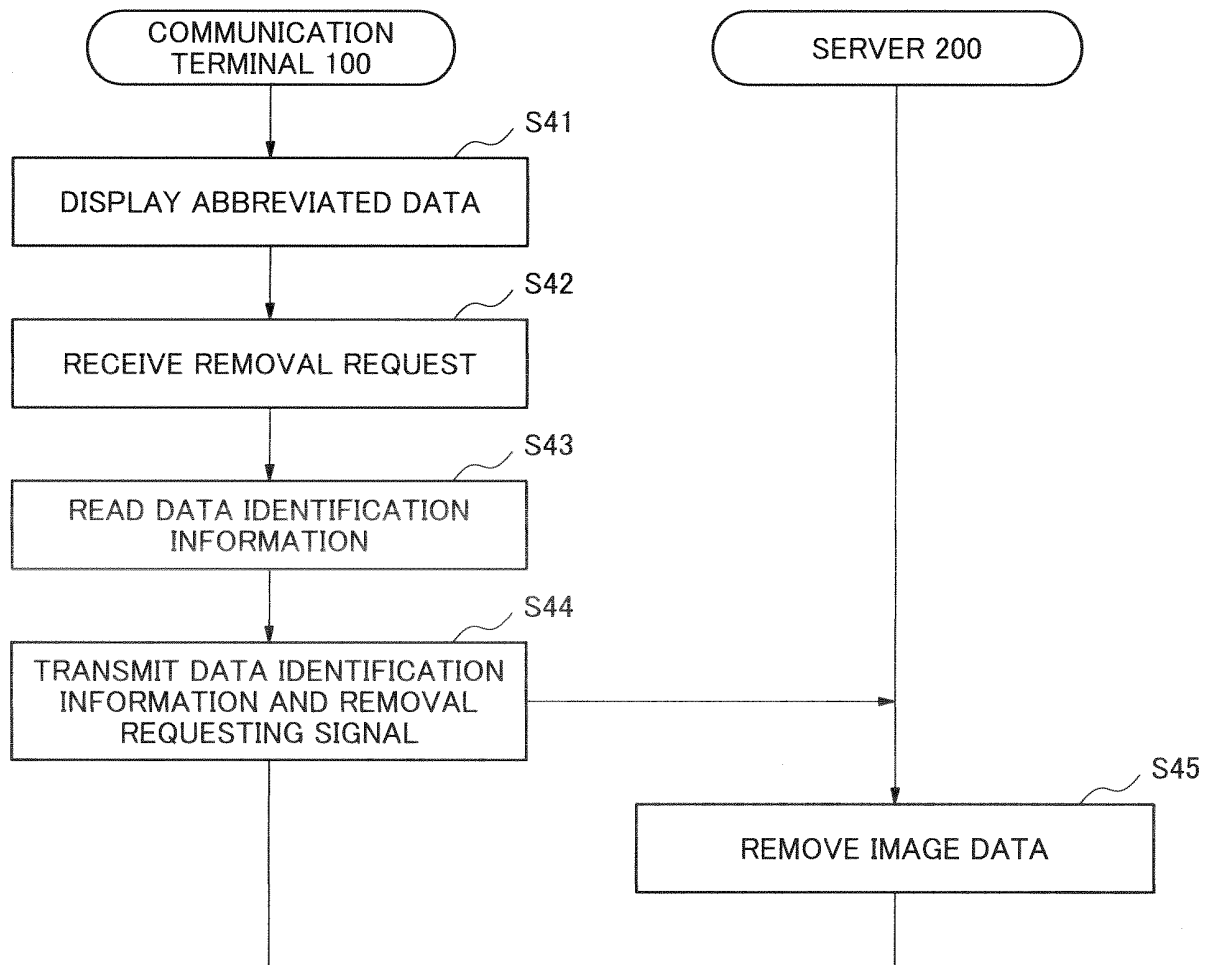 COMMUNICATION
TERMINAL 100
SERVER 200
S41
DISPLAY ABBREVIATED DATA
S42
RECEIVE REMOVAL REQUEST
S43
READ DATA IDENTIFICATION
INFORMATION
S44
TRANSMIT DATA IDENTIFICATION
INFORMATION AND REMOVAL
REQUESTING SIGNAL
S45
REMOVE IMAGE DATA